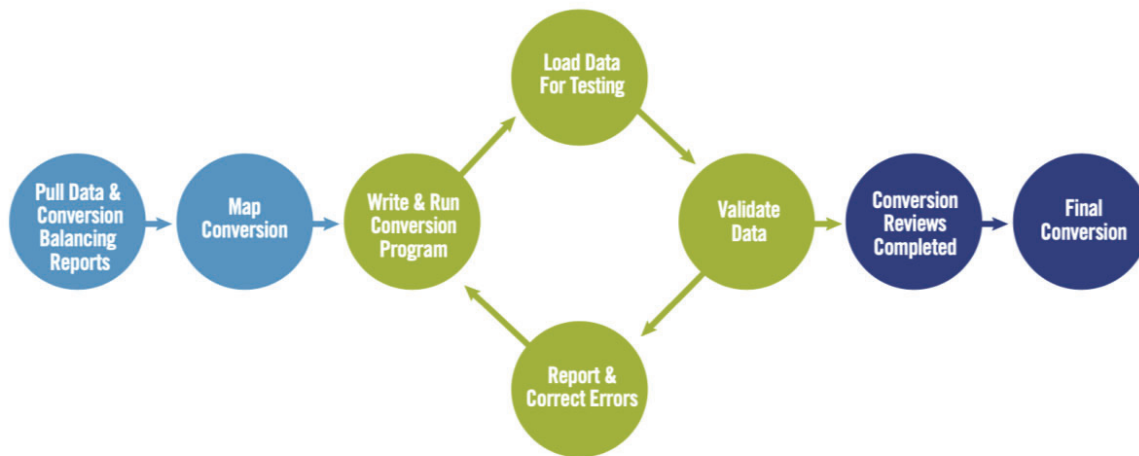 Load Data
For Testing
Pull Data &
Conversion
Balancing
Reports
Map
Conversion
Write & Run
Conversion
Program
Validate
Data
Conversion
Reviews
Completed
Final
Conversion
Report &
Correct Errors